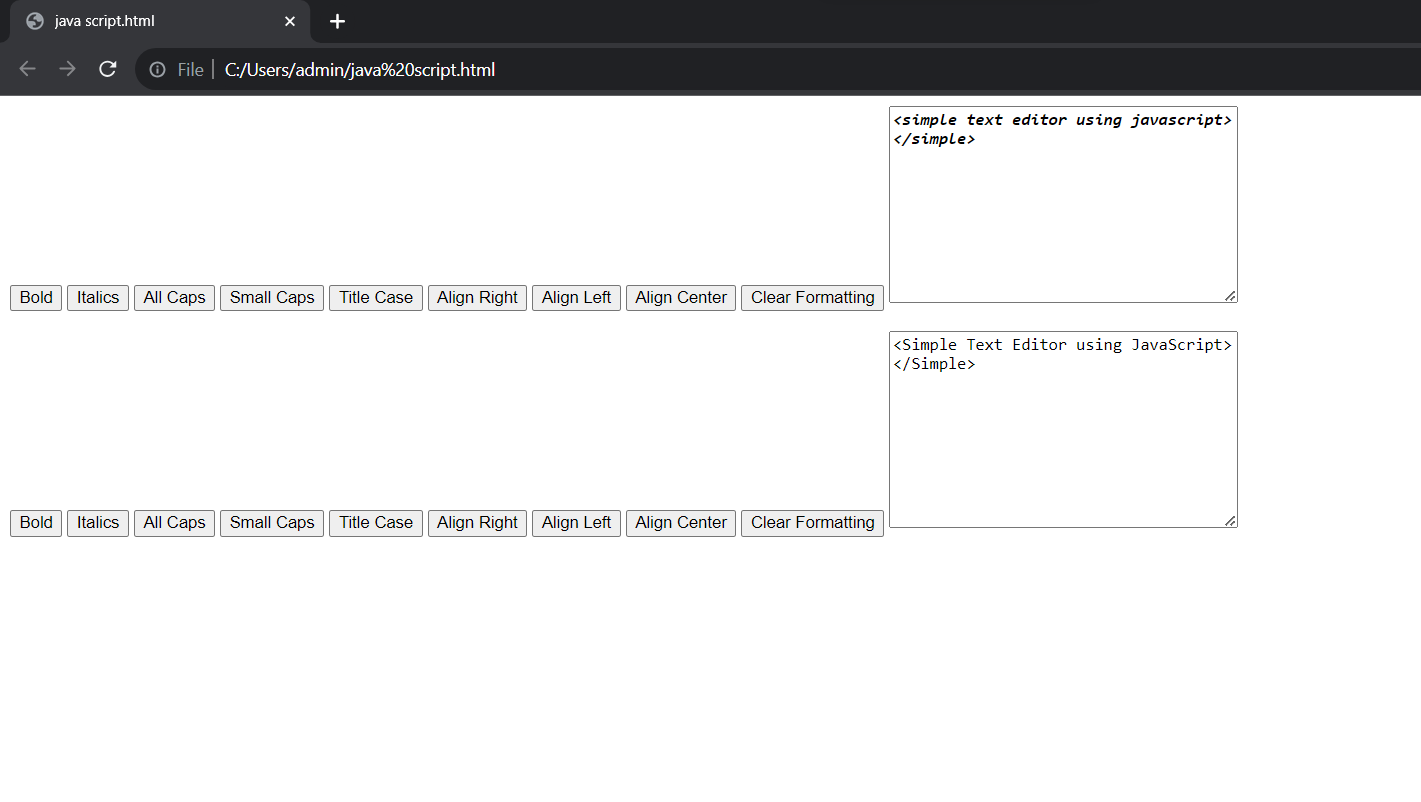 java script.html
File C:/Users/admin/java%20script.html
<simple text editor using javascript>
</simple>
Bold Italics All Caps Small Caps Title Case Align Right Align Left Align Center Clear Formatting
<Simple Text Editor using JavaScript>
</Simple>
Bold Italics All Caps Small Caps Title Case Align Right Align Left Align Center Clear Formatting